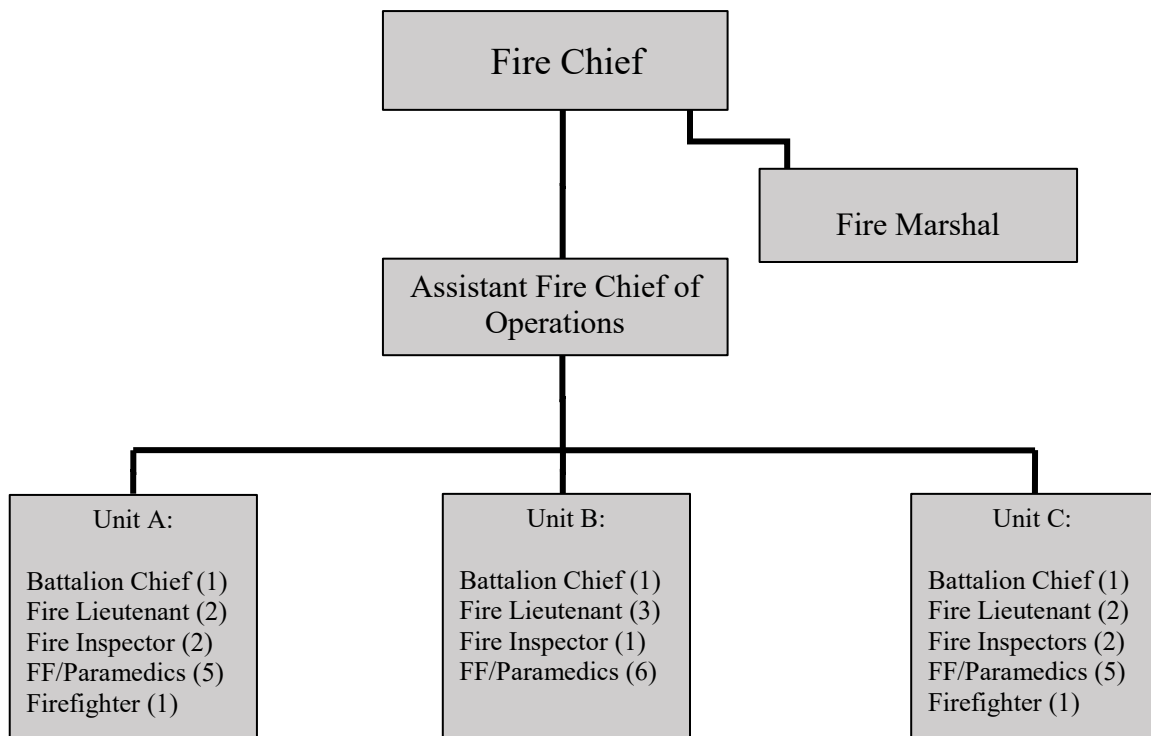 Fire Chief
Fire Marshal
Assistant Fire Chief of
Operations
Unit A:
Battalion Chief (1)
Fire Lieutenant (2)
Fire Inspector (2)
FF/Paramedics (5)
Firefighter (1)
Unit B:
Battalion Chief (1)
Fire Lieutenant (3)
Fire Inspector (1)
FF/Paramedics (6)
Unit C:
Battalion Chief (1)
Fire Lieutenant (2)
Fire Inspectors (2)
FF/Paramedics (5)
Firefighter (1)